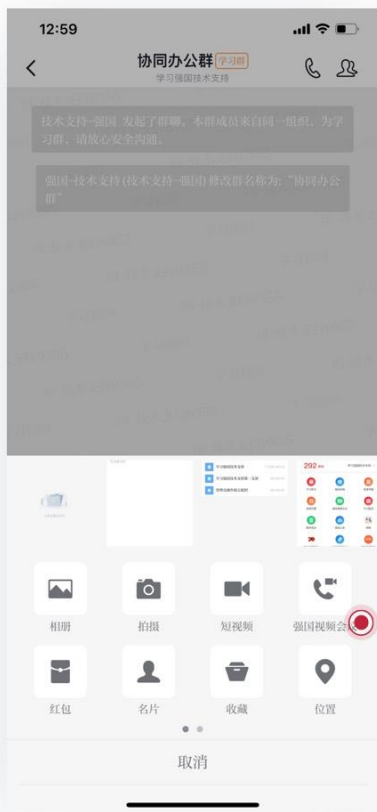 12:59
协同办公群 学习群
学习强国技术支持
技术支持-强国 发起了群聊。本群成员来自同一组织，为学
习群，请放心安全沟通。
强国-技术支持(技术支持-强国)修改群名称为: “协同办公
群”
292
相册
拍摄
短视频
强国视频会
红包
名片
收藏
位置
取消